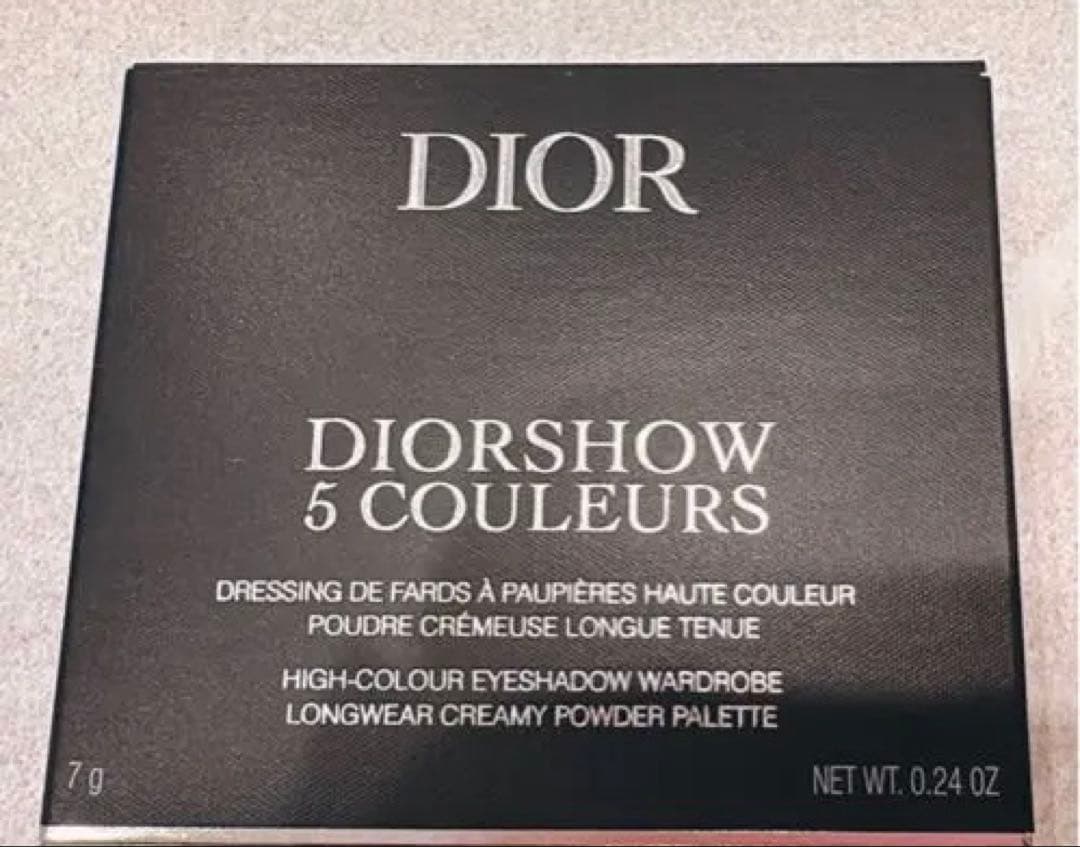 DIOR
DIORSHOW
5 COULEURS
DRESSING DE FARDS À PAUPIÈRES HAUTE COULEUR
POUDRE CRÉMEUSE LONGUE TENUE
HIGH-COLOUR EYESHADOW WARDROBE
LONGWEAR CREAMY POWDER PALETTE
7 g
NET WT. 0.24 OZ